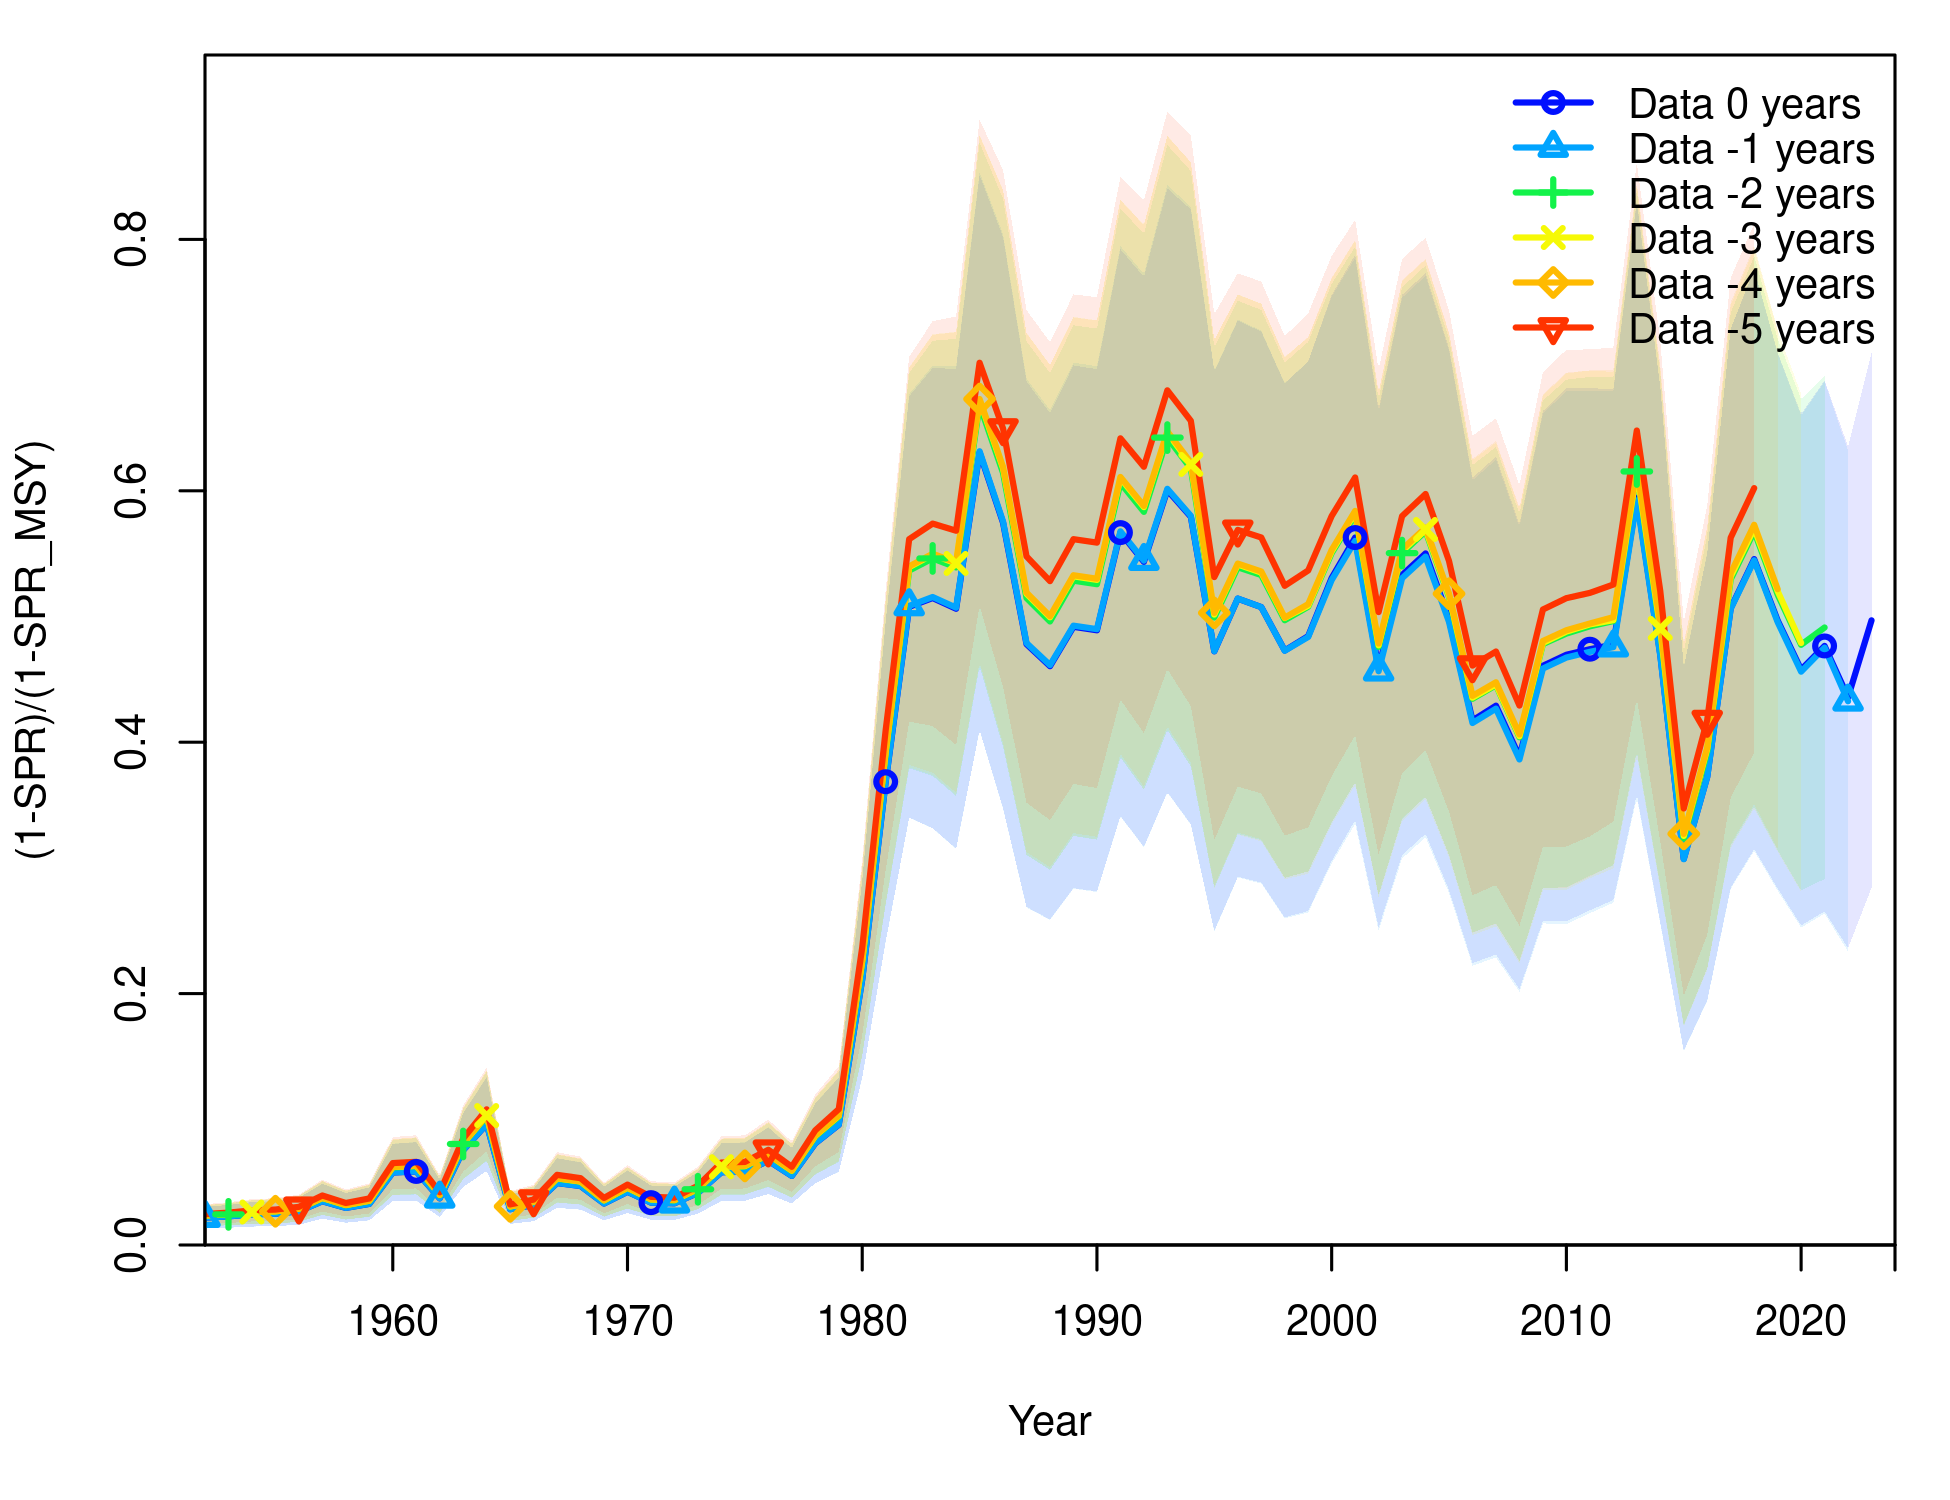 Data 0 years
Data -1 years
Data -2 years
Data -3 years
Data -4 years
Data -5 years
(1-SPR)/(1-SPR_MSY)
0.8
0.6
0.4
0.2
0.0
1960 1970 1980 1990 2000 2010 2020
Year